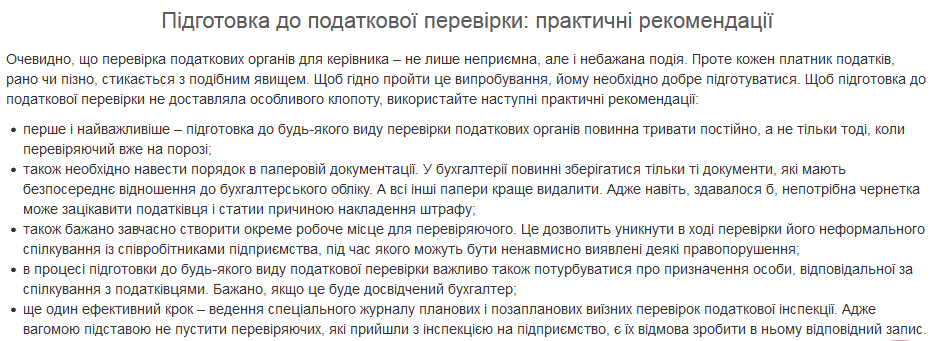 Підготовка до податкової перевірки: практичні рекомендації
Очевидно, що перевірка податкових органів для керівника – не лише неприємна, але і небажана подія. Проте кожен платник податків,
рано чи пізно, стикається з подібним явищем. Щоб гідно пройти це випробування, йому необхідно добре підготуватися. Щоб підготовка до
податкової перевірки не доставляла особливого клопоту, використайте наступні практичні рекомендації:
• перше і найважливіше – підготовка до будь-якого виду перевірки податкових органів повинна тривати постійно, а не тільки тоді, коли
перевіряючий вже на порозі;
• також необхідно навести порядок в паперовій документації. У бухгалтерії повинні зберігатися тільки ті документи, які мають
безпосереднє відношення до бухгалтерського обліку. А всі інші папери краще видалити. Адже навіть, здавалося б, непотрібна чернетка
може зацікавити податківця і статии причиною накладення штрафу;
• також бажано завчасно створити окреме робоче місце для перевіряючого. Це дозволить уникнути в ході перевірки його неформального
спілкування із співробітниками підприємства, під час якого можуть бути ненавмисно виявлені деякі правопорушення;
• в процесі підготовки до будь-якого виду податкової перевірки важливо також потурбуватися про призначення особи, відповідальної за
спілкування з податківцями. Бажано, якщо це буде досвідчений бухгалтер;
• ще один ефективний крок – ведення спеціального журналу планових і позапланових виїзних перевірок податкової інспекції. Адже
вагомою підставою не пустити перевіряючих, які прийшли з інспекцією на підприємство, є їх відмова зробити в ньому відповідний запис.